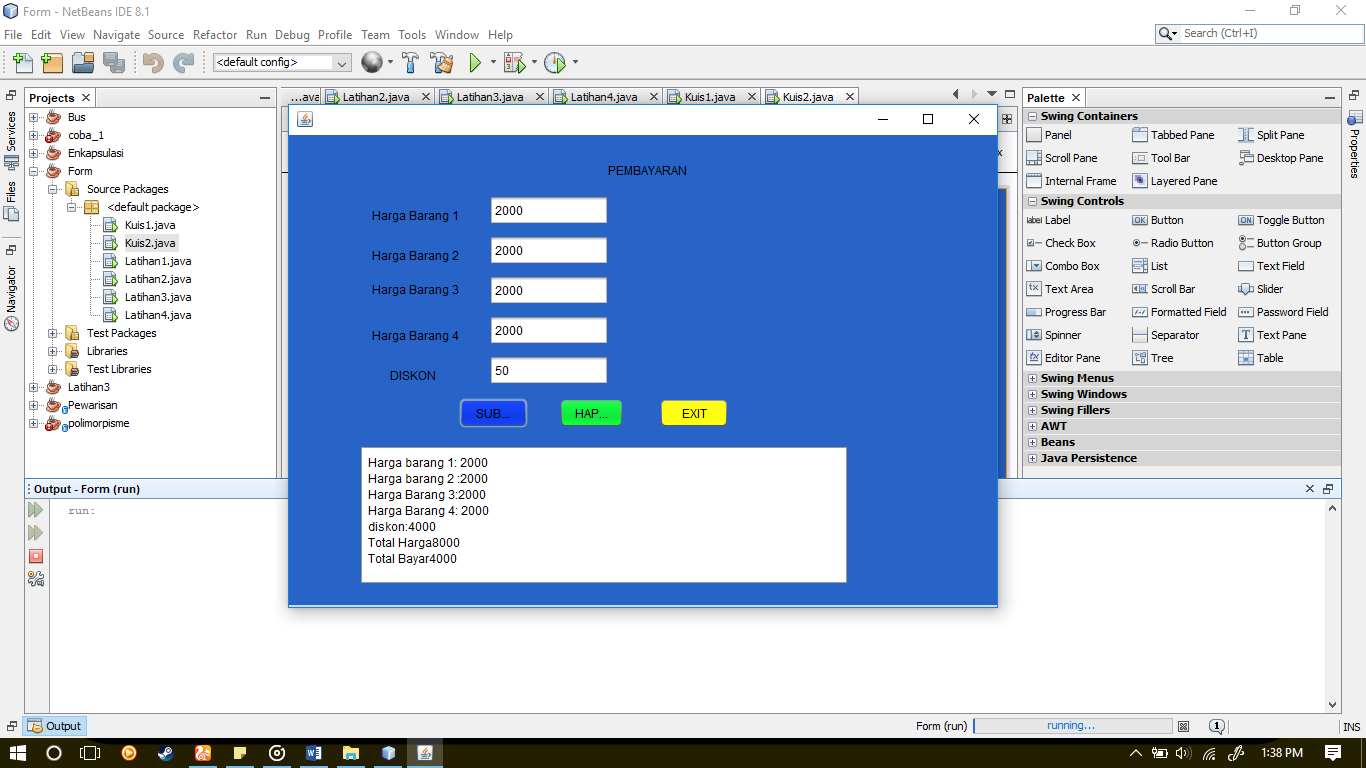 Form - NetBeans IDE 8.1
File Edit View Navigate Source Refactor Run Debug Profile Team Tools Window Help
Search (Ctrl+I)
<default config>
Projects
Services
Files
Navigator
Bus
coba_1
Enkapsulasi
Form
Source Packages
<default package>
Kuis1.java
Kuis2.java
Latihan1.java
Latihan2.java
Latihan3.java
Latihan4.java
Test Packages
Libraries
Test Libraries
Latihan3
Pewarisan
polimorpisme
...ava Latihan2.java Latihan3.java Latihan4.java Kuis1.java Kuis2.java
PEMBAYARAN
Harga Barang 1 2000
Harga Barang 2 2000
Harga Barang 3 2000
Harga Barang 4 2000
DISKON 50
SUB... HAP... EXIT
Harga barang 1: 2000
Harga barang 2 :2000
Harga Barang 3:2000
Harga Barang 4: 2000
diskon:4000
Total Harga8000
Total Bayar4000
Palette
Swing Containers
Panel Tabbed Pane Split Pane
Scroll Pane Tool Bar Desktop Pane
Internal Frame Layered Pane
Swing Controls
label Label OK Button ON Toggle Button
Check Box Radio Button Button Group
Combo Box List Text Field
Text Area Scroll Bar Slider
Progress Bar Formatted Field Password Field
Spinner Separator Text Pane
Editor Pane Tree Table
Swing Menus
Swing Windows
Swing Fillers
AWT
Beans
Java Persistence
Properties
Output - Form (run)
run:
Output
Form (run) running... 1 INS
1:38 PM